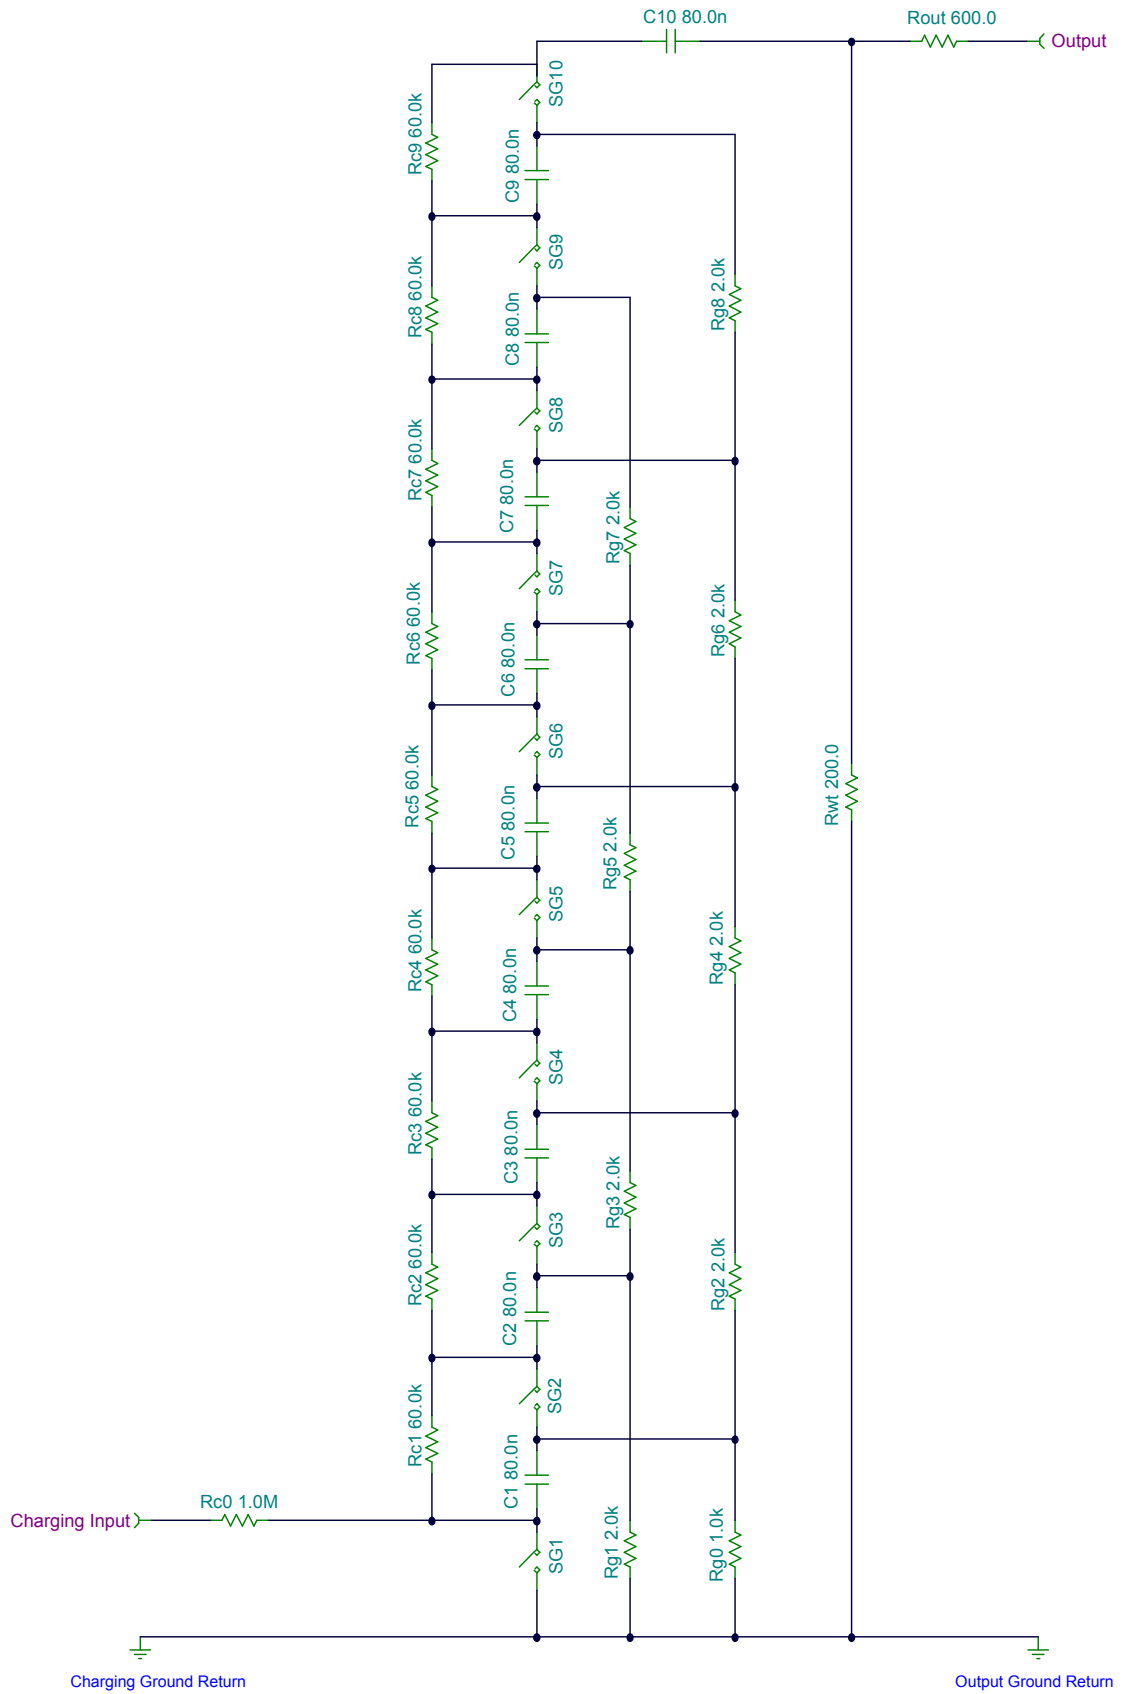 C10 80.0n
Rout 600.0
Output
SG10
Rc9 60.0k
C9 80.0n
SG9
Rc8 60.0k
Rg8 2.0k
C8 80.0n
SG8
Rc7 60.0k
C7 80.0n
Rg7 2.0k
SG7
Rc6 60.0k
Rg6 2.0k
C6 80.0n
SG6
Rc5 60.0k
Rwt 200.0
C5 80.0n
Rg5 2.0k
SG5
Rc4 60.0k
Rg4 2.0k
C4 80.0n
SG4
Rc3 60.0k
C3 80.0n
Rg3 2.0k
SG3
Rc2 60.0k
Rg2 2.0k
C2 80.0n
SG2
Rc1 60.0k
C1 80.0n
Rc0 1.0M
Charging Input
SG1
Rg1 2.0k
Rg0 1.0k
Charging Ground Return
Output Ground Return